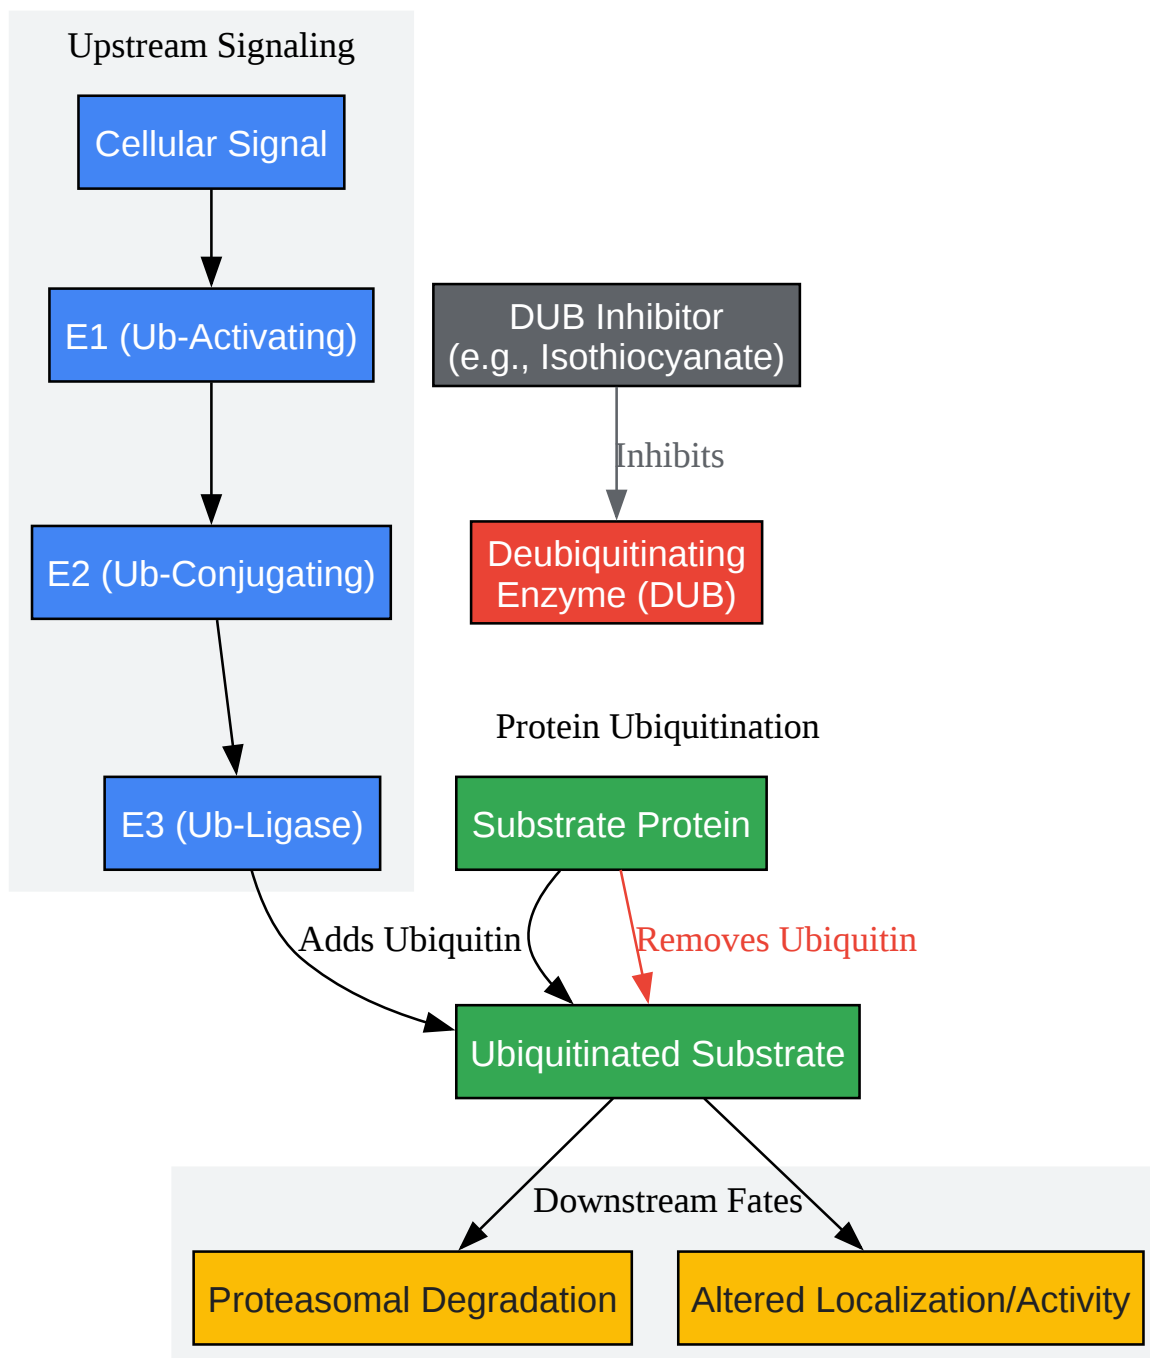 Upstream Signaling
Cellular Signal
E1 (Ub-Activating)
DUB Inhibitor
(e.g., Isothiocyanate)
Inhibits
E2 (Ub-Conjugating)
Deubiquitinating
Enzyme (DUB)
Protein Ubiquitination
E3 (Ub-Ligase)
Substrate Protein
Adds Ubiquitin
Removes Ubiquitin
Ubiquitinated Substrate
Downstream Fates
Proteasomal Degradation
Altered Localization/Activity